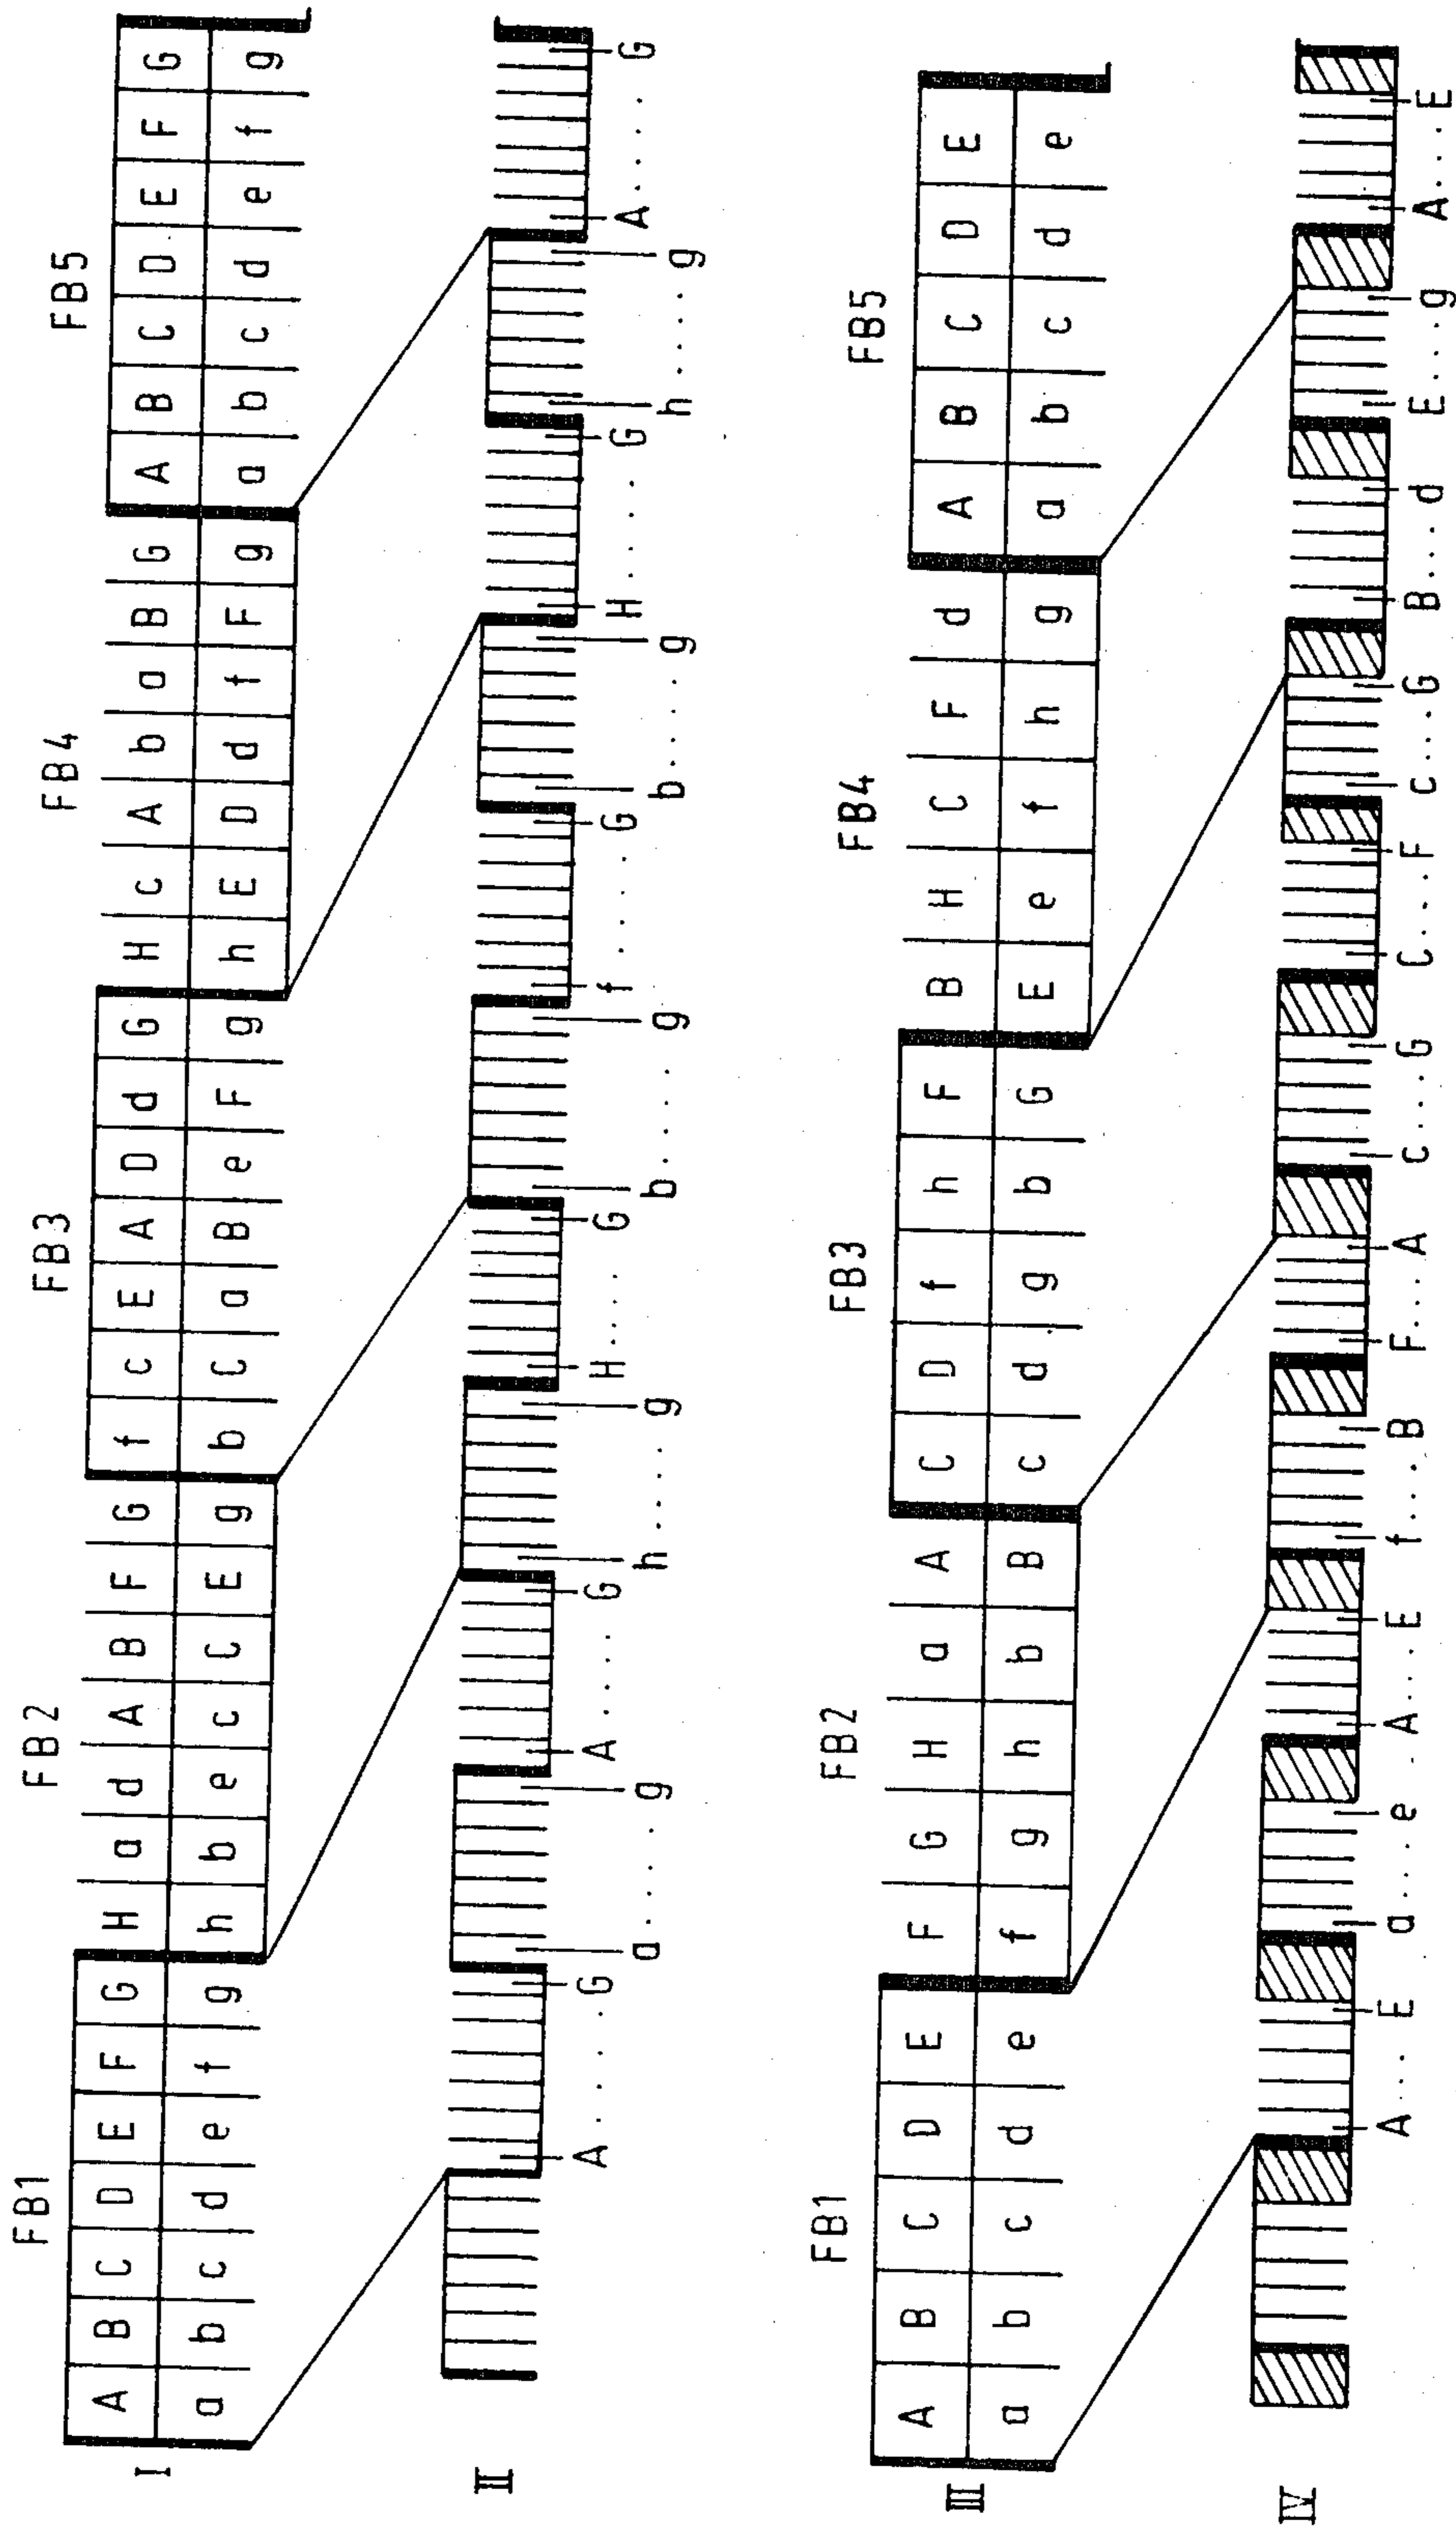 FB1 FB2 FB3 FB4 FB5
I A B C D E F G H a d A B F G f c E A D d G H c A b a B G A B C D E F G
a b c d e f g h b e c C E g b C a B e F g h E D d f F g a b c d e f g
II
A.....G A.....G H....G f.....G H....G A....G
a.....g h.....g b.....g b.....g h.....g
FB1 FB2 FB3 FB4 FB5
III A B C D E F G H a A C D f h F B H C F d A B C D E
a b c d e f g h b B c d g b G E e f h g a b c d e
IV
A....E a....e A....E f....B F....A c....G C....F c....G B...d E....g A....E